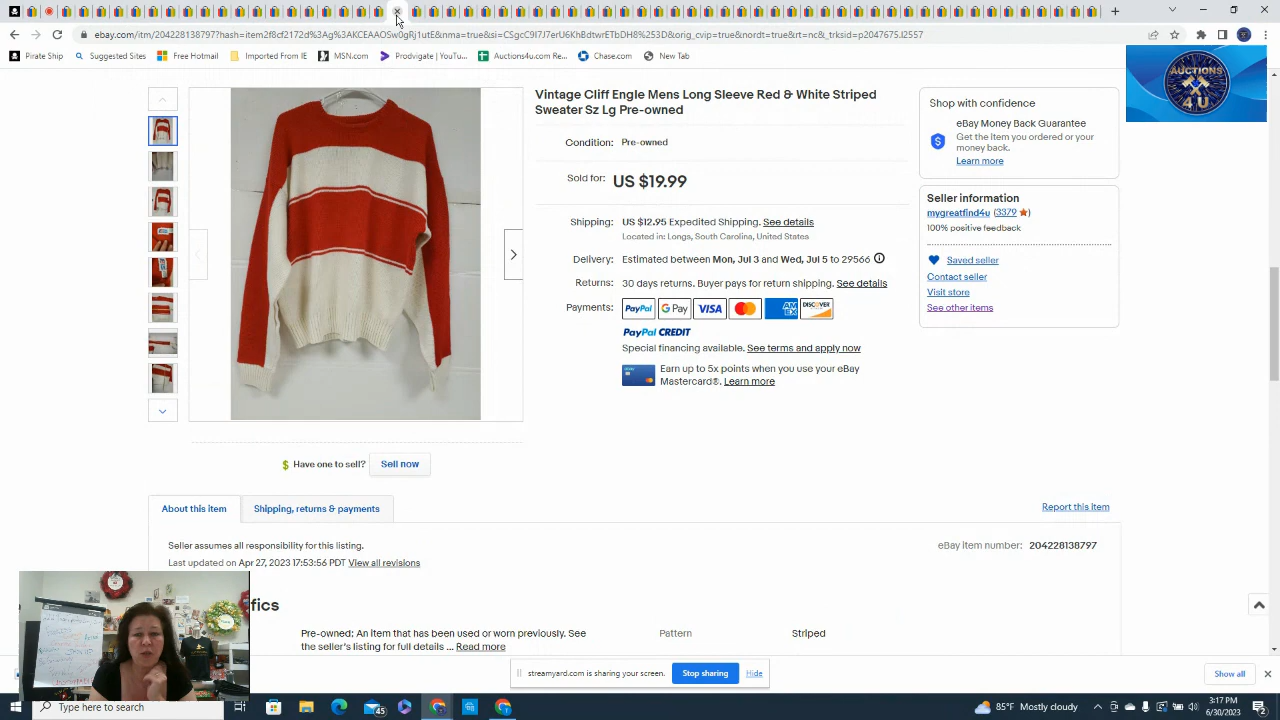 ebay.com/itm/204228138797?hash=item2f8cf2172d%3Ag%3AKCEAAOSw0gRjj1utE&nma=true&si=CSgcC9I7J7erU6KhBdtwrETbDH8%253D&orig_cvip=true&nordt=true&rt=nc&_trksid=p2047675.l2557
Pirate Ship
Suggested Sites
Free Hotmail
Imported From IE
MSN.com
Prodvigate | YouTu...
Auctions4u.com Re...
Chase.com
New Tab
AUCTIONS
4 U
Vintage Cliff Engle Mens Long Sleeve Red & White Striped
Sweater Sz Lg Pre-owned
Condition: Pre-owned
Sold for: US $19.99
Shipping: US $12.95 Expedited Shipping. See details
Located in: Longs, South Carolina, United States
Delivery: Estimated between Mon, Jul 3 and Wed, Jul 5 to 29566
Returns: 30 days returns. Buyer pays for return shipping. See details
Payments: PayPal G Pay VISA MasterCard AMEX DISCOVER
PayPal CREDIT
Special financing available. See terms and apply now
Earn up to 5x points when you use your eBay
Mastercard®. Learn more
Shop with confidence
eBay Money Back Guarantee
Get the item you ordered or your
money back.
Learn more
Seller information
mygreatfind4u (3379)
100% positive feedback
Saved seller
Contact seller
Visit store
See other items
Have one to sell? Sell now
About this item
Shipping, returns & payments
Report this item
Seller assumes all responsibility for this listing.
Last updated on Apr 27, 2023 17:53:56 PDT View all revisions
eBay item number: 204228138797
fics
Pre-owned: An item that has been used or worn previously. See
the seller's listing for full details ... Read more
Pattern
Striped
streamyard.com is sharing your screen.
Stop sharing
Hide
Show all
Type here to search
45
85°F Mostly cloudy
3:17 PM
6/30/2023
2